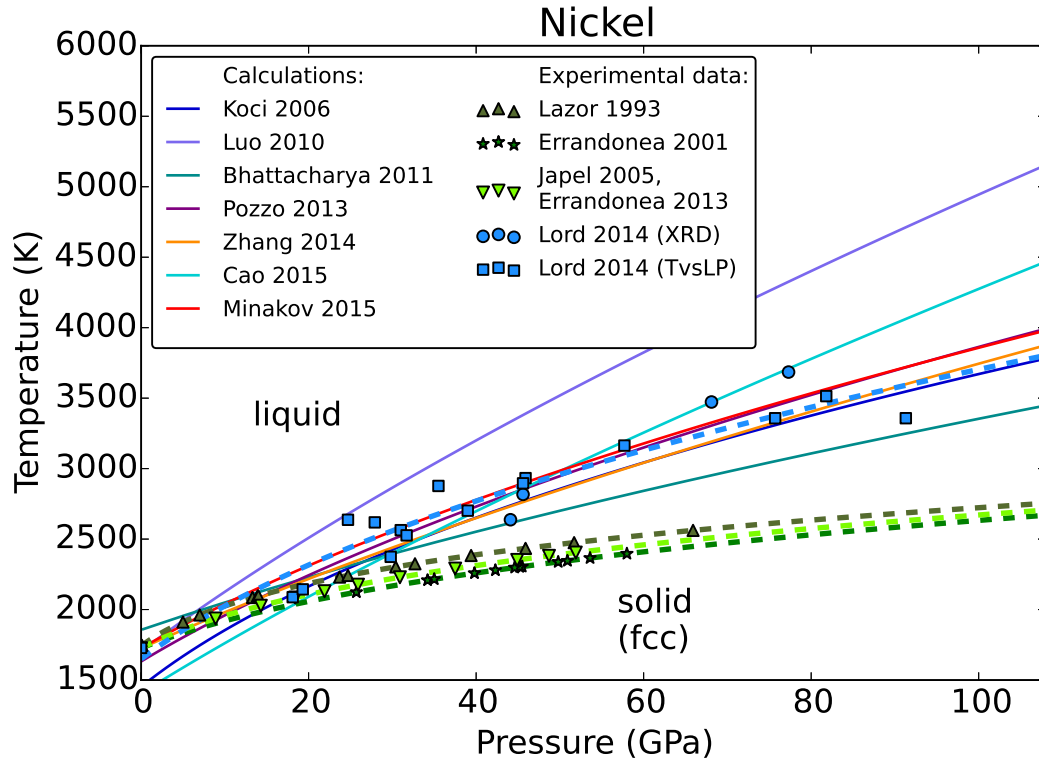 Nickel
6000
5500
5000
4500
4000
3500
3000
2500
2000
1500
Temperature (K)
Calculations:
Koci 2006
Luo 2010
Bhattacharya 2011
Pozzo 2013
Zhang 2014
Cao 2015
Minakov 2015
Experimental data:
Lazor 1993
Errandonea 2001
Japel 2005,
Errandonea 2013
Lord 2014 (XRD)
Lord 2014 (TvsLP)
liquid
solid
(fcc)
0 20 40 60 80 100
Pressure (GPa)